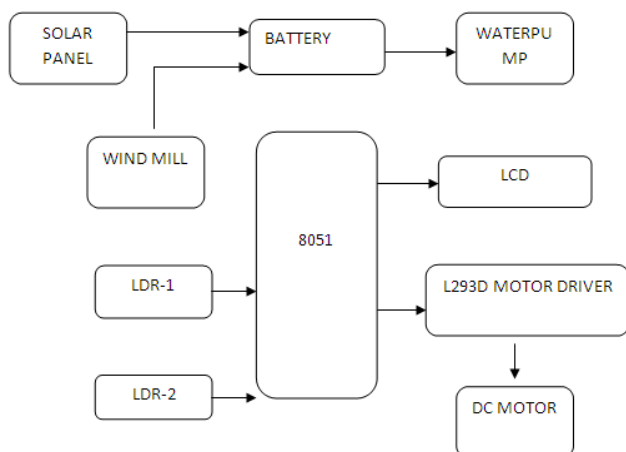 SOLAR
PANEL
BATTERY
WATERPU
MP
WIND MILL
8051
LCD
LDR-1
L293D MOTOR DRIVER
LDR-2
DC MOTOR